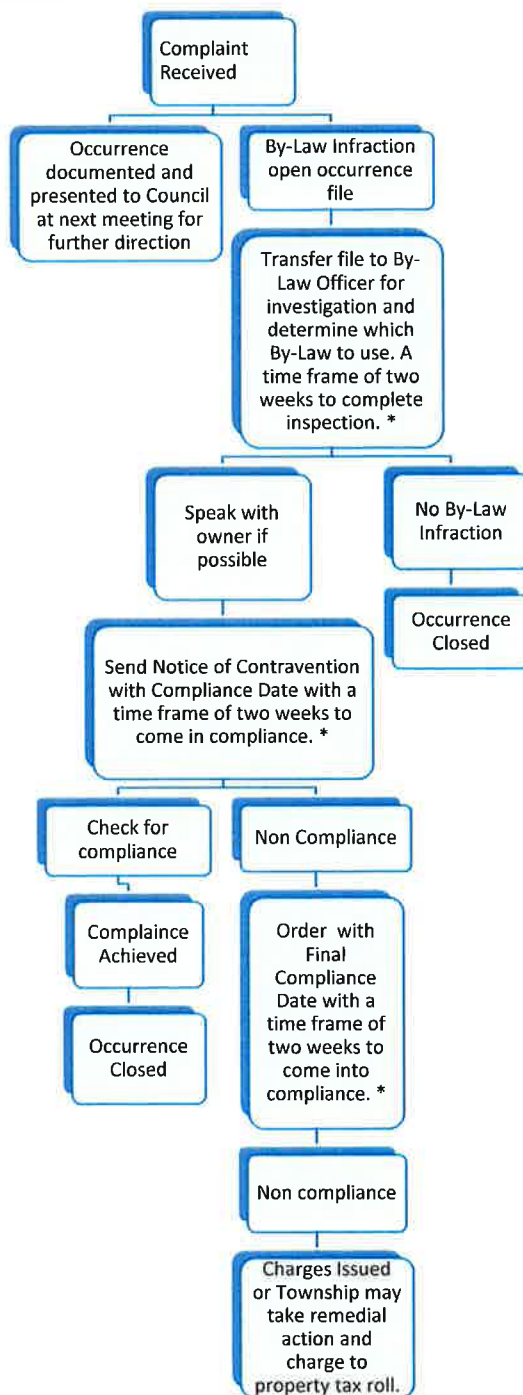 Complaint
Received
Occurrence
documented and
presented to Council
at next meeting for
further direction
By-Law Infraction
open occurrence
file
Transfer file to By-
Law Officer for
investigation and
determine which
By-Law to use. A
time frame of two
weeks to complete
inspection. *
Speak with
owner if
possible
No By-Law
Infraction
Occurrence
Closed
Send Notice of Contravention
with Compliance Date with a
time frame of two weeks to
come in compliance. *
Check for
compliance
Non Compliance
Complaince
Achieved
Occurrence
Closed
Order with
Final
Compliance
Date with a
time frame of
two weeks to
come into
compliance. *
Non compliance
Charges Issued
or Township may
take remedial
action and
charge to
property tax roll.